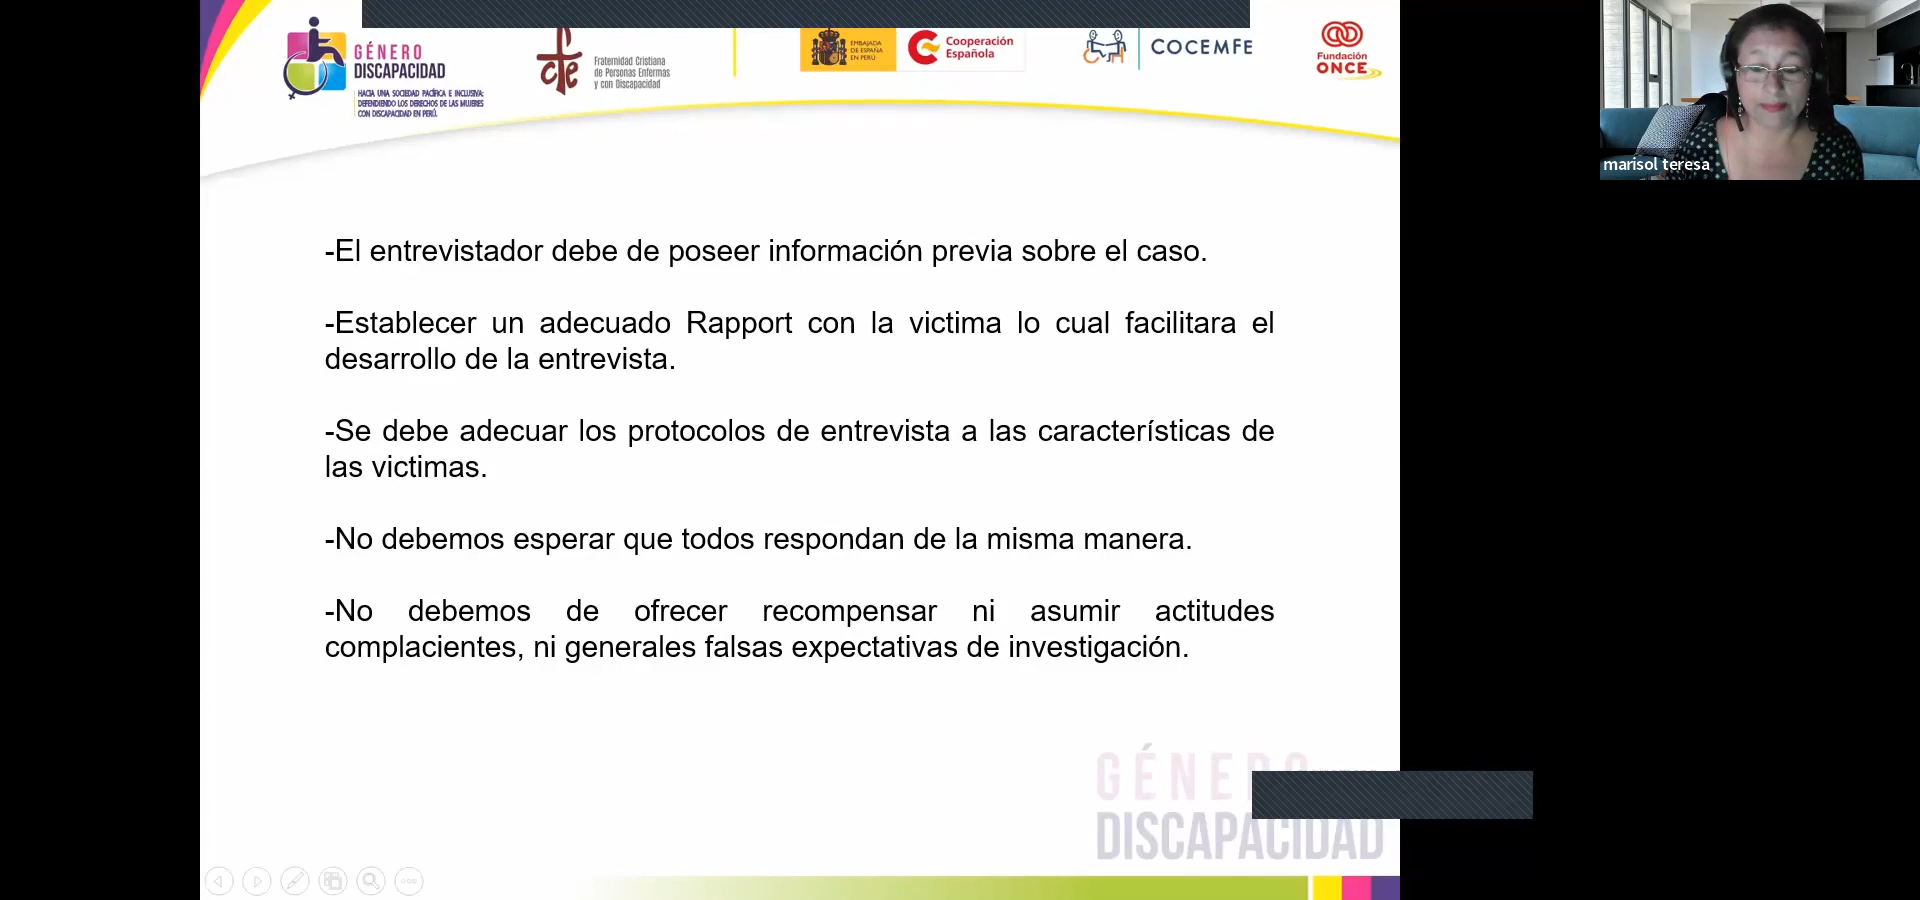 GÉNERO
DISCAPACIDAD
HACIA UNA SOCIEDAD PACÍFICA E INCLUSIVA:
DEFENDIENDO LOS DERECHOS DE LAS MUJERES
CON DISCAPACIDAD EN PERÚ.
Fraternidad Cristiana
de Personas Enfermas
y con Discapacidad
EMBAJADA
DE ESPAÑA
EN PERÚ
Cooperación
Española
COCEMFE
Fundación
ONCE
marisol teresa
-El entrevistador debe de poseer información previa sobre el caso.
-Establecer un adecuado Rapport con la victima lo cual facilitara el
desarrollo de la entrevista.
-Se debe adecuar los protocolos de entrevista a las características de
las victimas.
-No debemos esperar que todos respondan de la misma manera.
-No debemos de ofrecer recompensar ni asumir actitudes
complacientes, ni generales falsas expectativas de investigación.
GÉNERO
DISCAPACIDAD